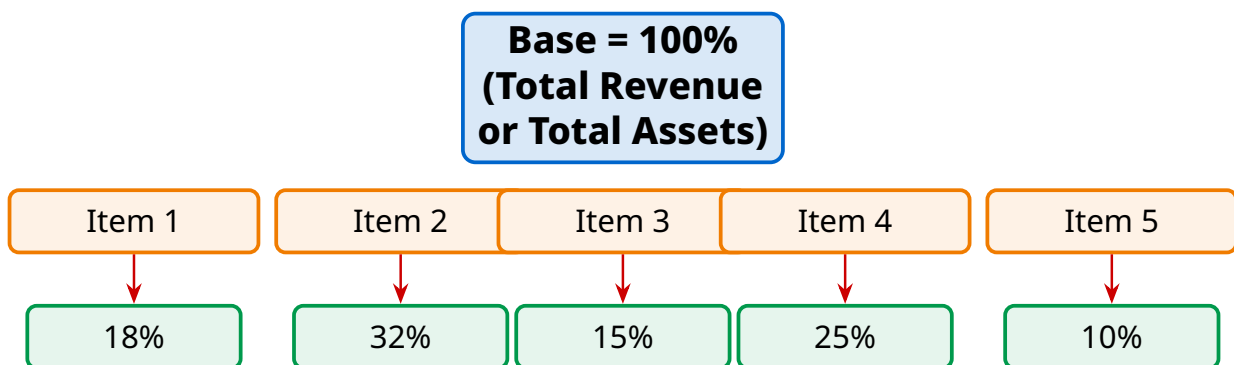 Base = 100%
(Total Revenue
or Total Assets)
Item 1
Item 2
Item 3
Item 4
Item 5
18%
32%
15%
25%
10%